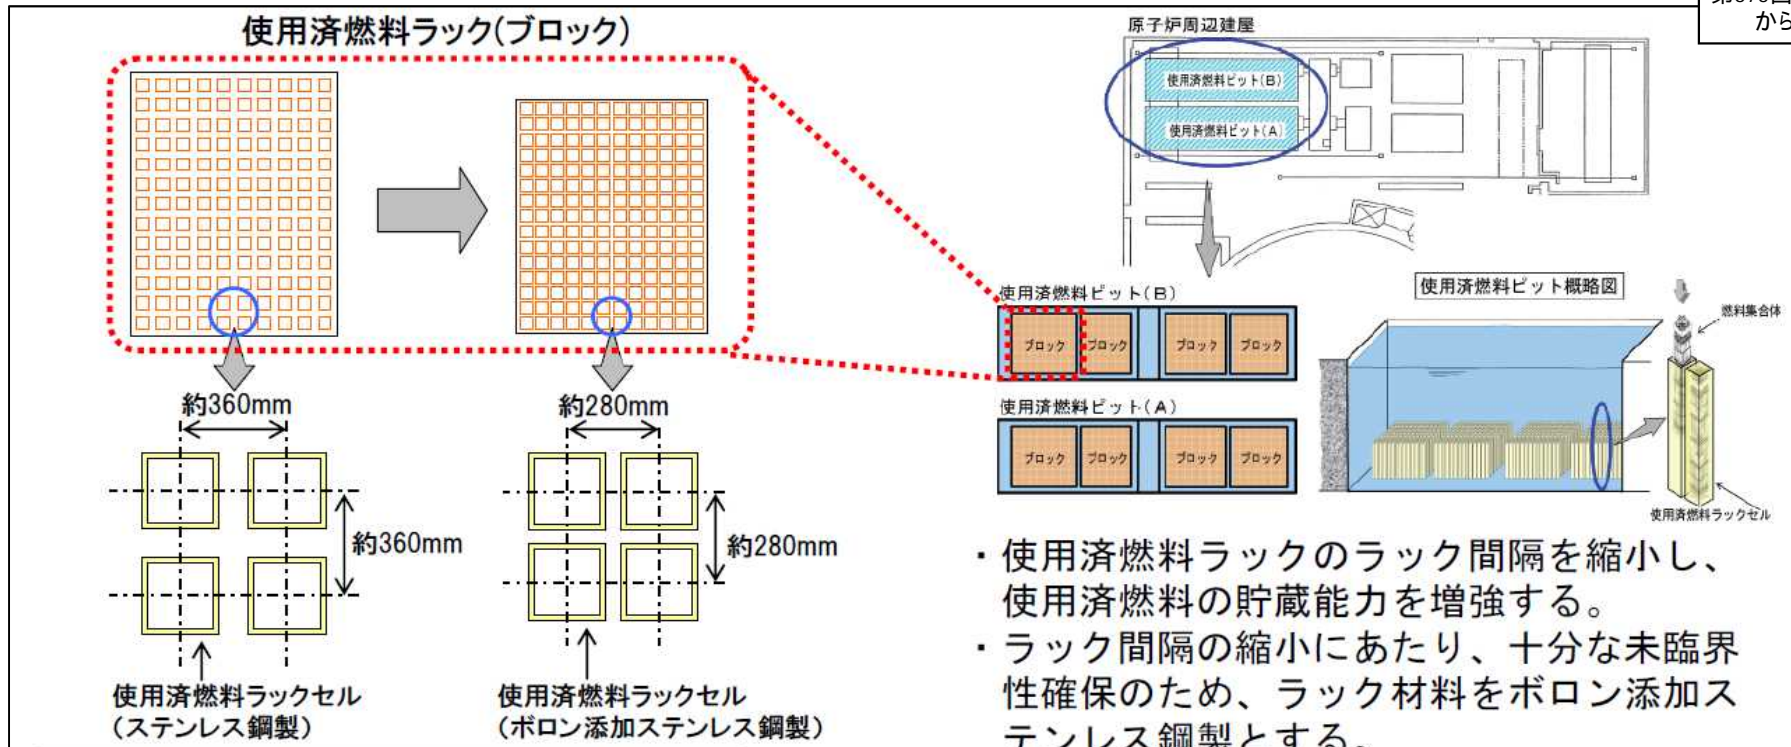 使用済燃料ラック(ブロック)
約360mm
約360mm
使用済燃料ラックセル
(ステンレス鋼製)
約280mm
約280mm
使用済燃料ラックセル
(ボロン添加ステンレス鋼製)
から
原子炉周辺建屋
使用済燃料ピット(B)
使用済燃料ピット(A)
使用済燃料ピット(B)
ブロック ブロック ブロック ブロック
使用済燃料ピット(A)
ブロック ブロック ブロック ブロック
使用済燃料ピット概略図
燃料集合体
使用済燃料ラックセル
・使用済燃料ラックのラック間隔を縮小し、
使用済燃料の貯蔵能力を増強する。
・ラック間隔の縮小にあたり、十分な未臨界
性確保のため、ラック材料をボロン添加ス
テンレス鋼製とする。